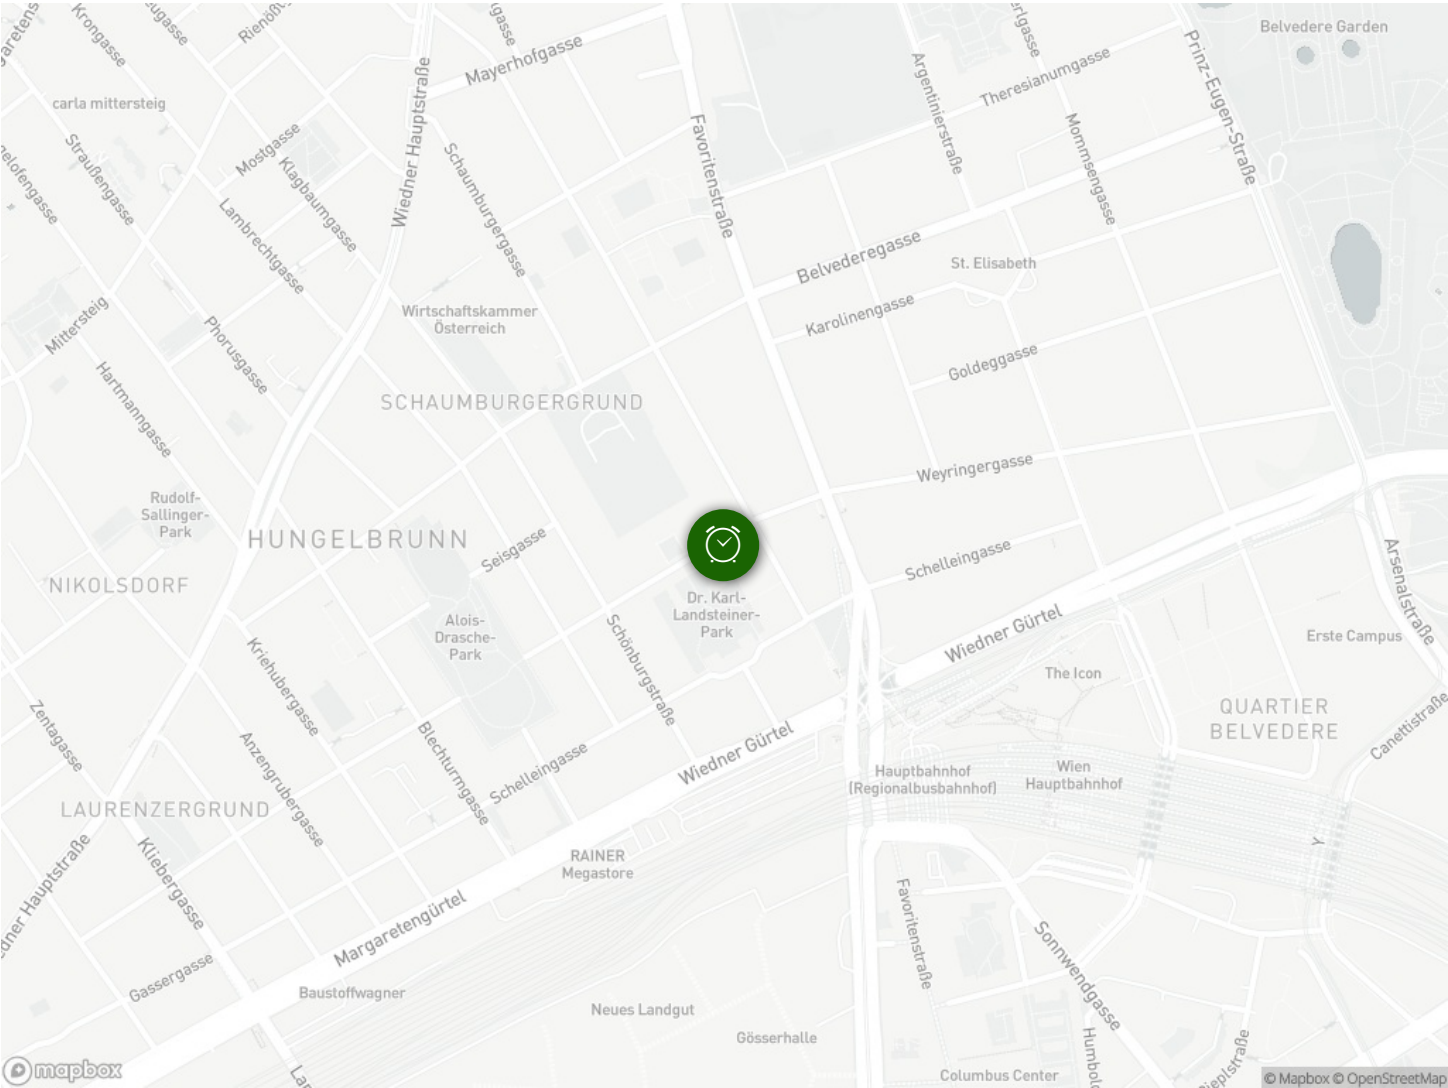 Krongasse
Mayerhofgasse
Wiedner Hauptstraße
Theresianumgasse
Argentinierstraße
Prinz-Eugen-Straße
Belvedere Garden
carla mittersteig
Straußengasse
Mostgasse
Klagbaumgasse
Lambrechtgasse
Schaumburgergasse
Favoritenstraße
Mommsengasse
Belvederegasse
St. Elisabeth
Karolinengasse
Wirtschaftskammer
Österreich
Mittersteig
Phorusgasse
Hartmanngasse
Goldeggasse
SCHAUMBURGERGRUND
Weyringergasse
Rudolf-
Sallinger-
Park
HUNGELBRUNN
Seisgasse
NIKOLSDORF
Schelleingasse
Arsenalstraße
Dr. Karl-
Landsteiner-
Park
Alois-
Drasche-
Park
Schönburgstraße
Wiedner Gürtel
Erste Campus
Kriehubergasse
The Icon
QUARTIER
BELVEDERE
Canettistraße
Zentagasse
Anzengrubergasse
Blechturmgasse
Schelleingasse
Wiedner Gürtel
Hauptbahnhof
(Regionalbusbahnhof)
Wien
Hauptbahnhof
LAURENZERGRUND
Kliebergasse
RAINER
Megastore
Margaretengürtel
Favoritenstraße
Sonnwendgasse
Gassergasse
Baustoffwagner
Neues Landgut
Gösserhalle
Columbus Center
mapbox
© Mapbox © OpenStreetMap